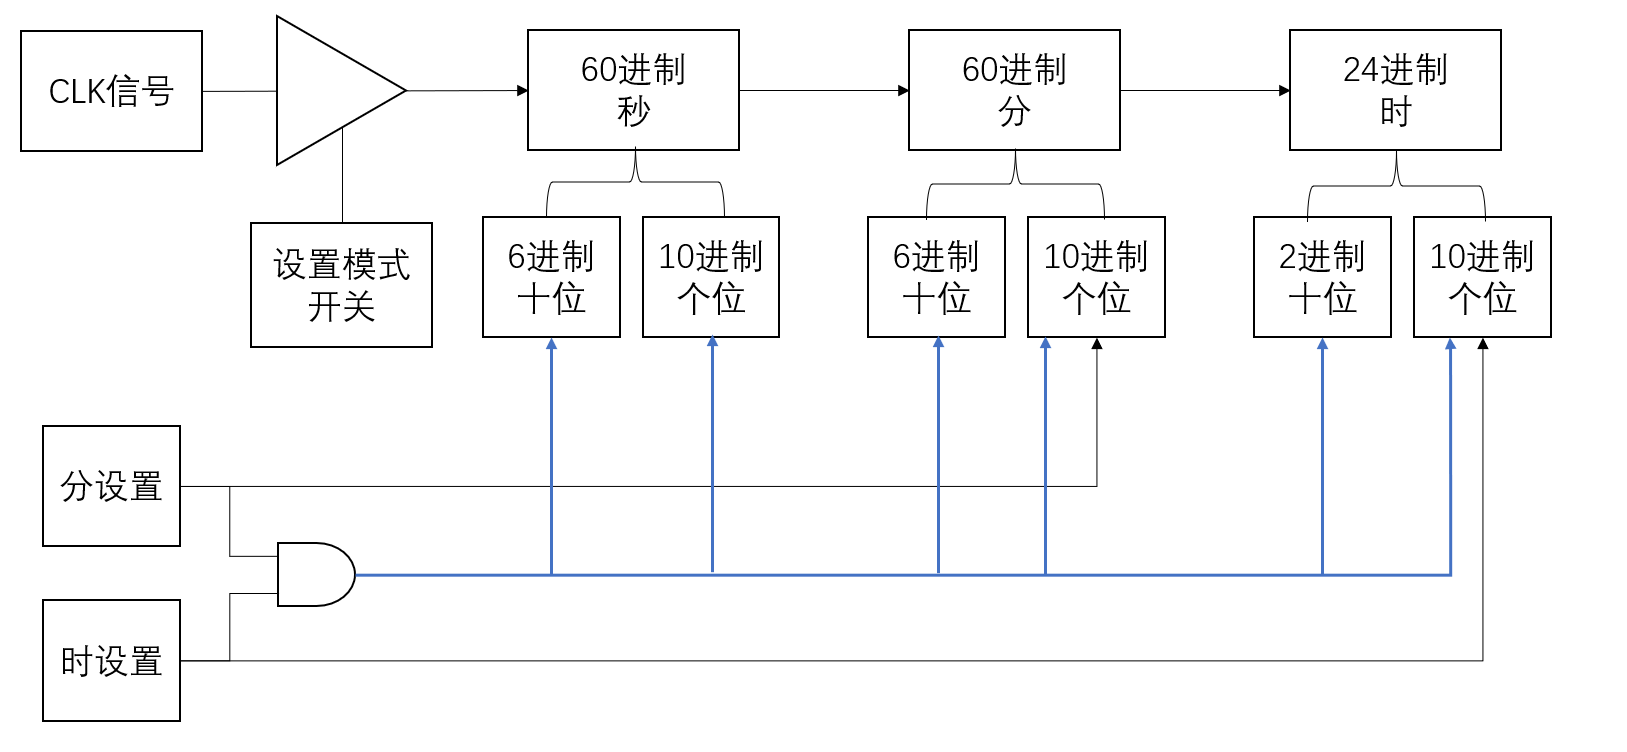 CLK信号
60进制
秒
60进制
分
24进制
时
设置模式
开关
6进制
十位
10进制
个位
6进制
十位
10进制
个位
2进制
十位
10进制
个位
分设置
时设置